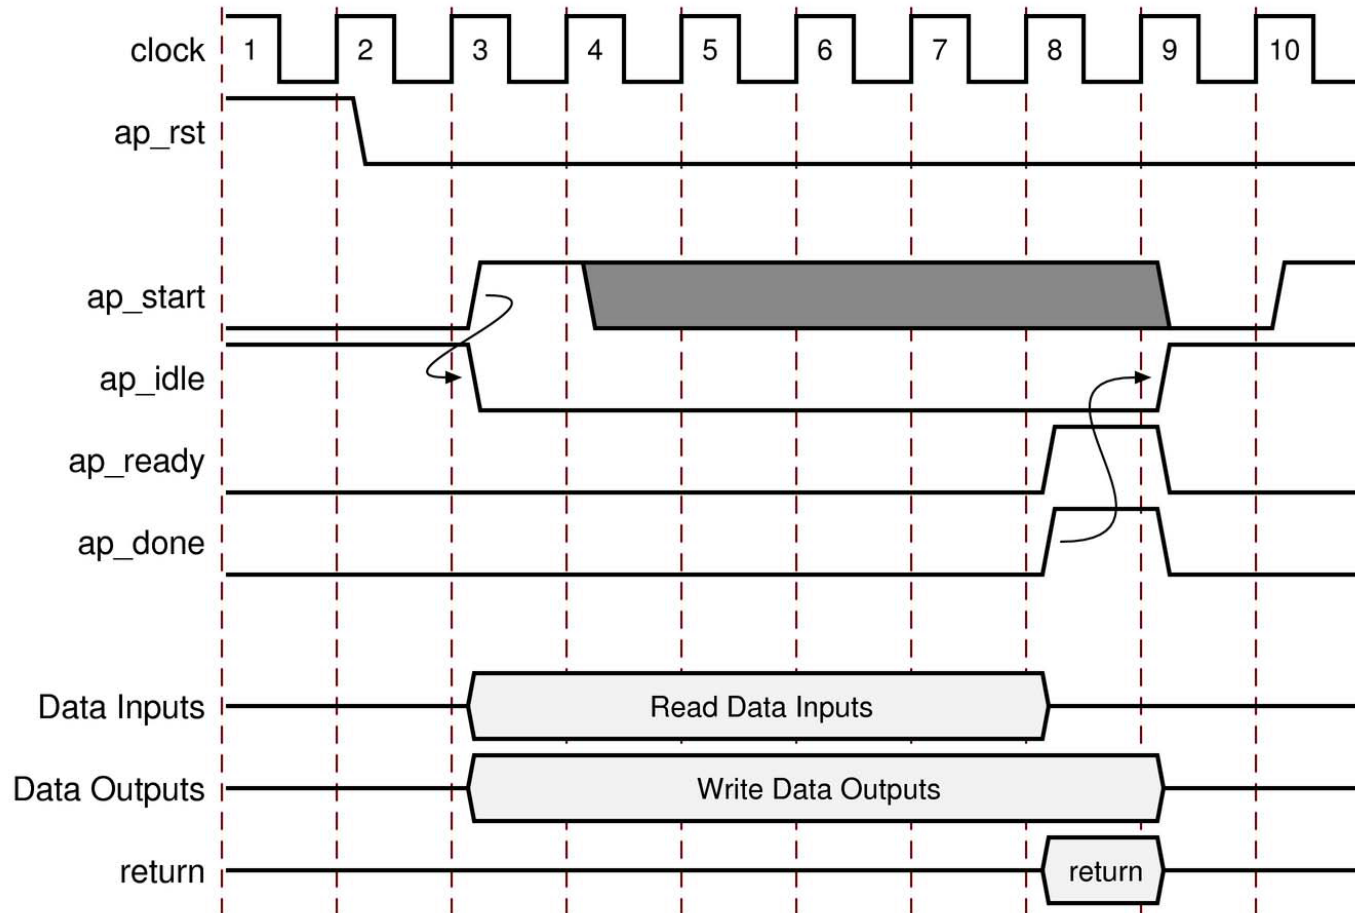 clock 1 2 3 4 5 6 7 8 9 10
ap_rst
ap_start
ap_idle
ap_ready
ap_done
Data Inputs Read Data Inputs
Data Outputs Write Data Outputs
return return